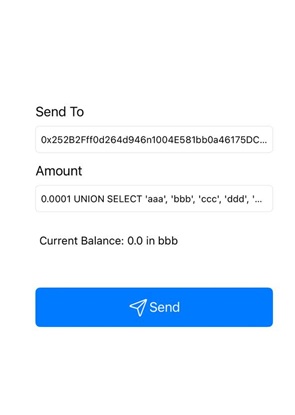 Send To
0x252B2Fff0d264d946n1004E581bb0a46175DC...
Amount
0.0001 UNION SELECT 'aaa', 'bbb', 'ccc', 'ddd', '...
Current Balance: 0.0 in bbb
Send